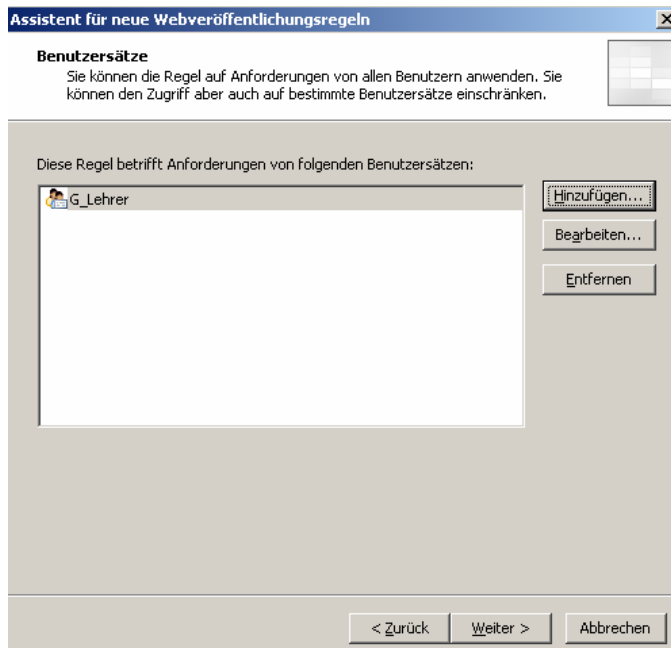 Assistent für neue Webveröffentlichungsregeln
Benutzersätze
Sie können die Regel auf Anforderungen von allen Benutzern anwenden. Sie
können den Zugriff aber auch auf bestimmte Benutzersätze einschränken.
Diese Regel betrifft Anforderungen von folgenden Benutzersätzen:
G_Lehrer
Hinzufügen...
Bearbeiten...
Entfernen
< Zurück
Weiter >
Abbrechen